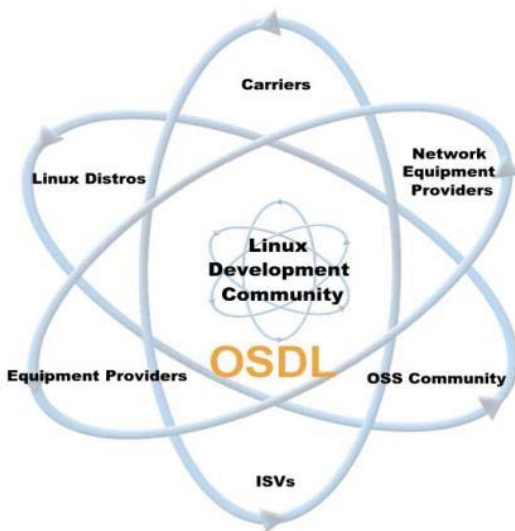 Carriers
Linux Distros
Network
Equipment
Providers
Linux
Development
Community
OSDL
Equipment Providers
OSS Community
ISVs